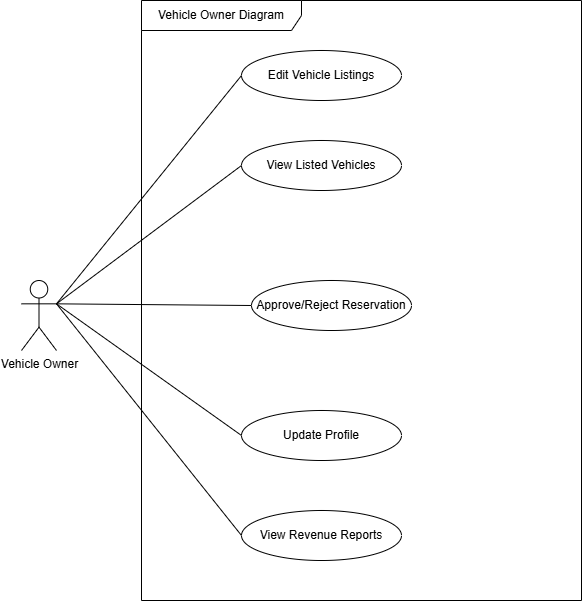 Vehicle Owner Diagram
Edit Vehicle Listings
View Listed Vehicles
Approve/Reject Reservation
Vehicle Owner
Update Profile
View Revenue Reports